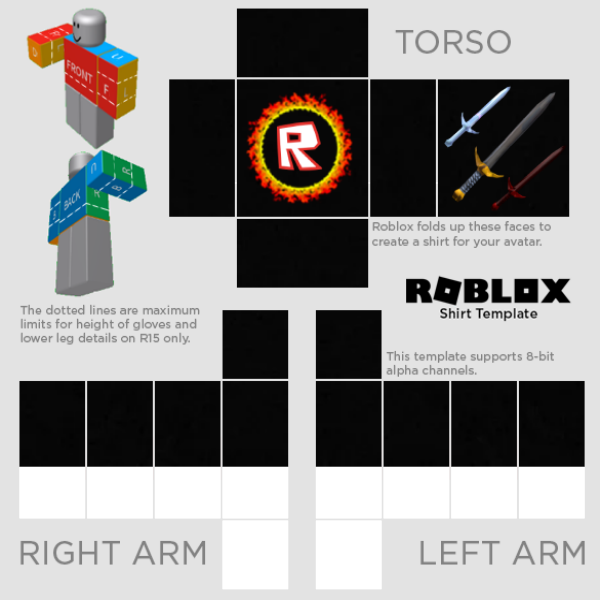 TORSO
FRONT
F
L
R
D
U
Roblox folds up these faces to
create a shirt for your avatar.
BACK
R
B
ROBLOX
Shirt Template
The dotted lines are maximum
limits for height of gloves and
lower leg details on R15 only.
This template supports 8-bit
alpha channels.
RIGHT ARM
LEFT ARM